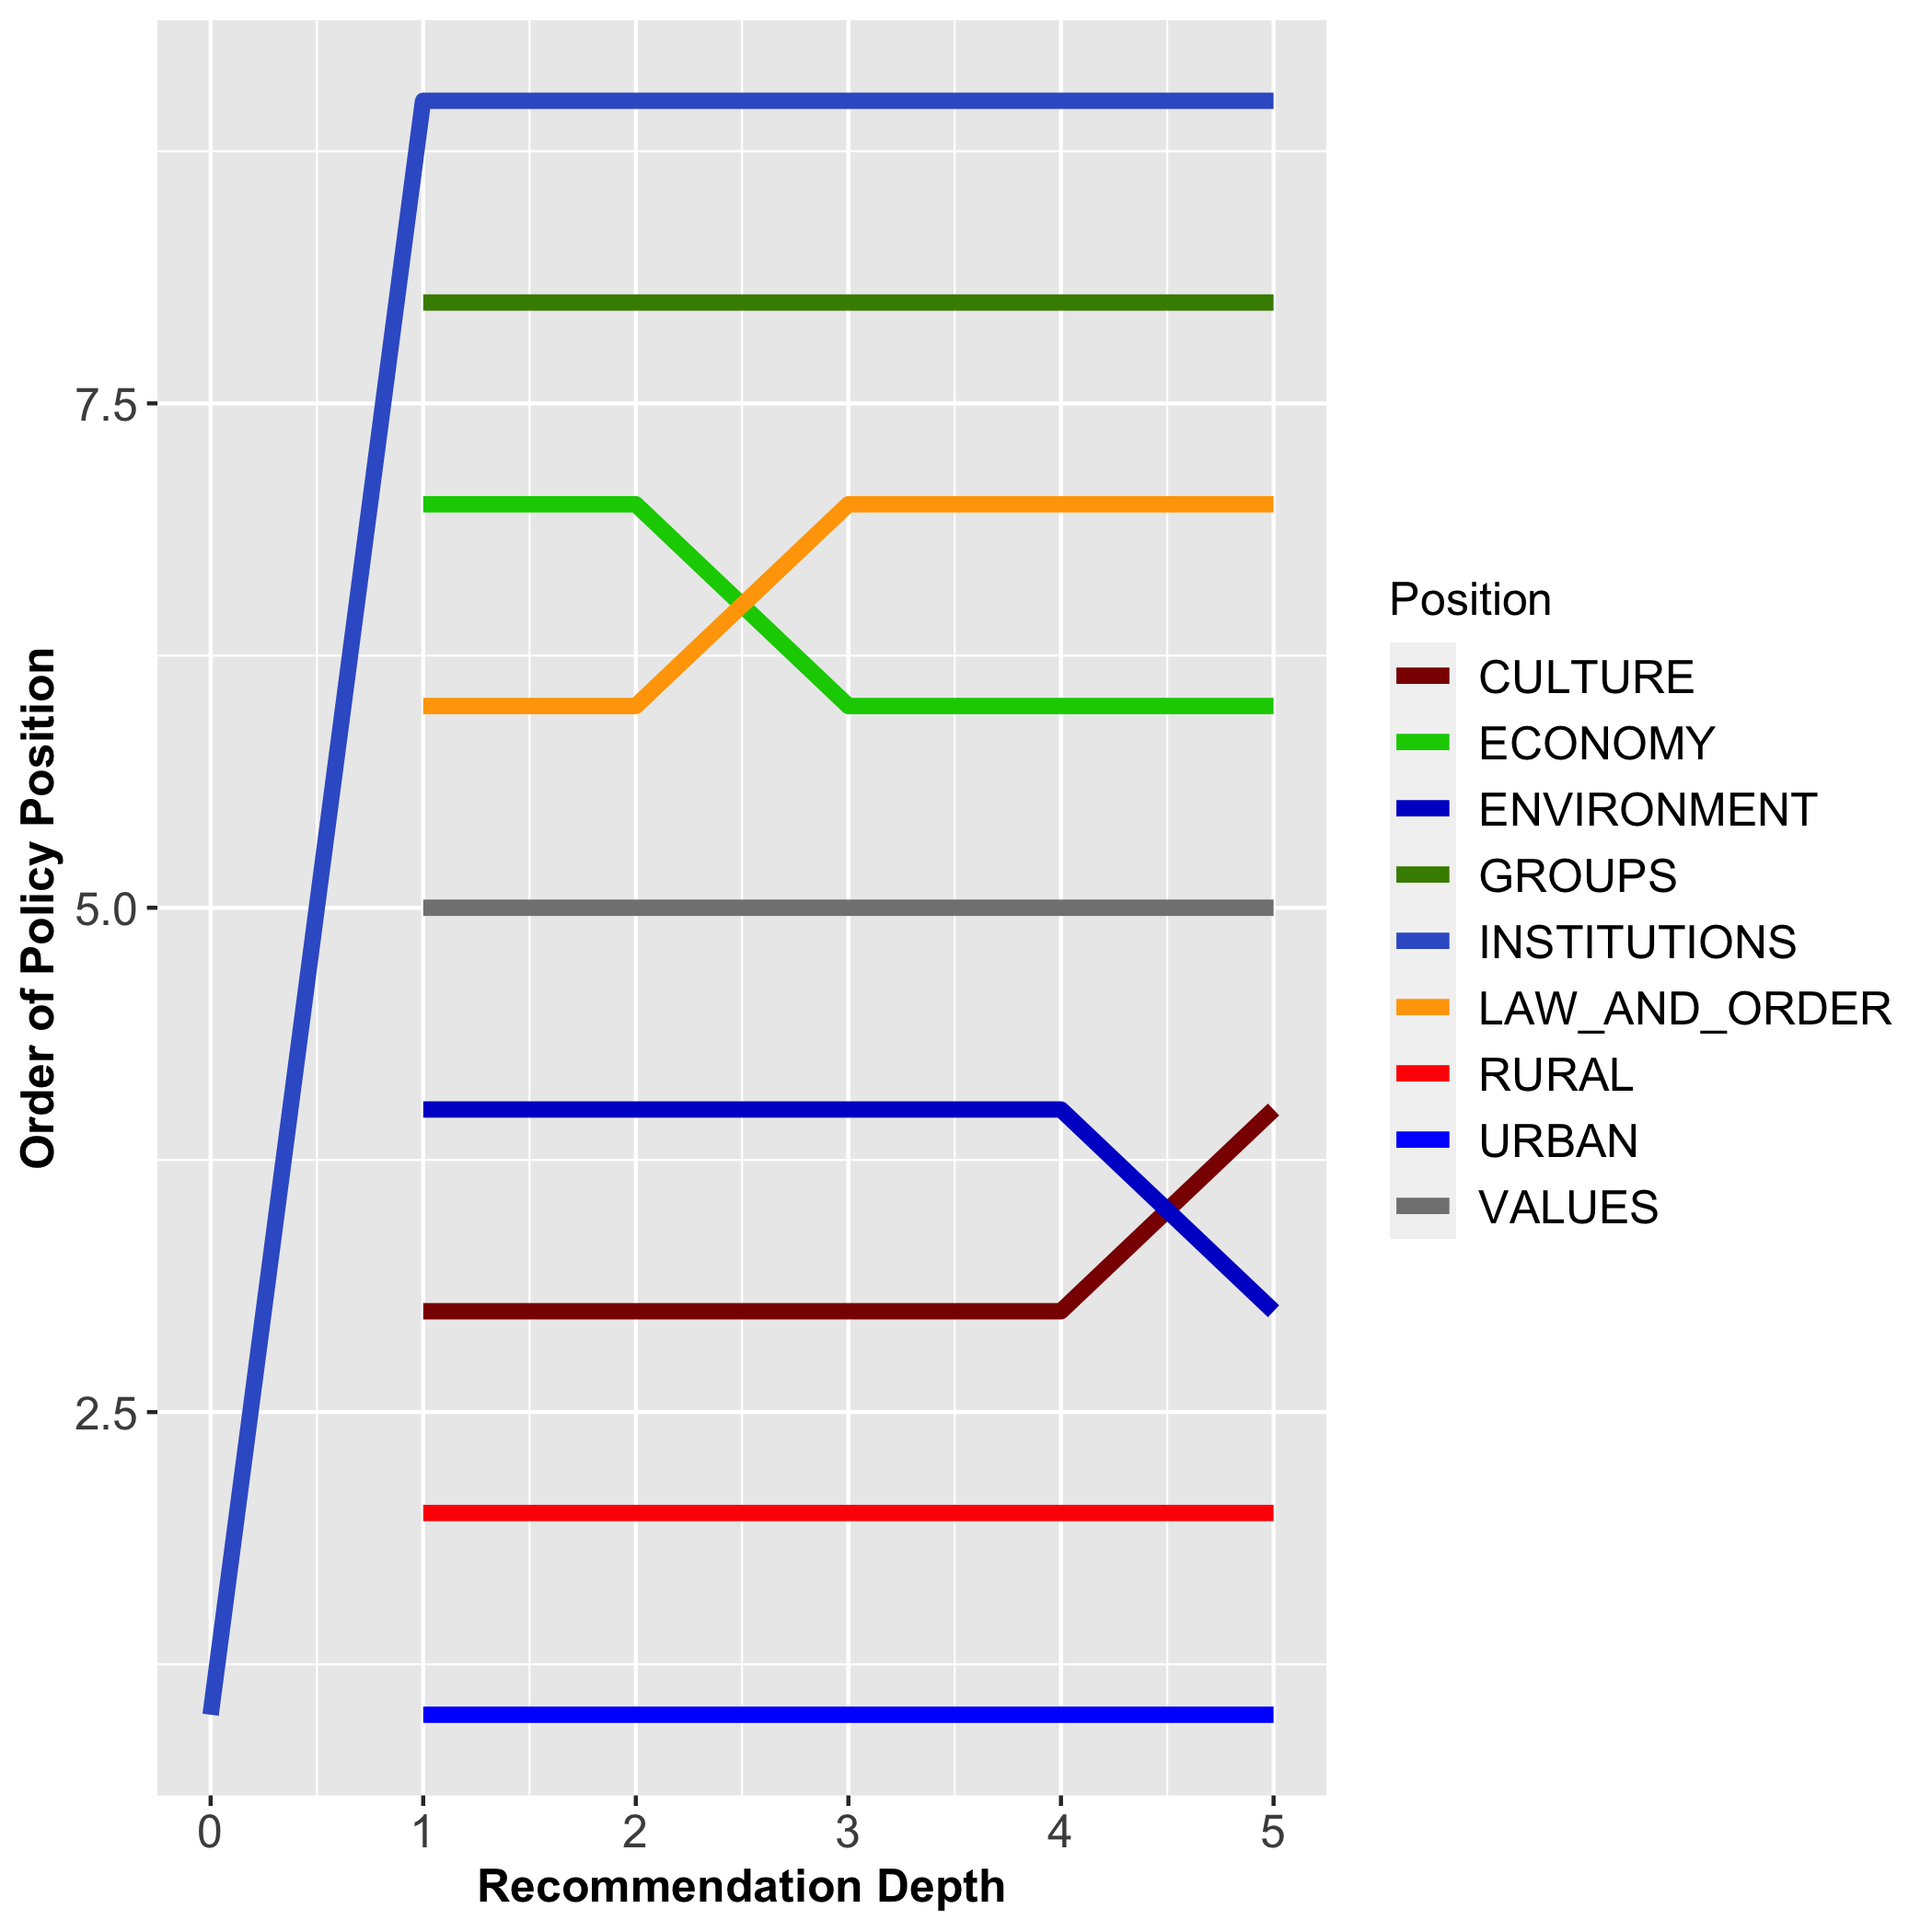 Order of Policy Position
7.5
5.0
2.5
0 1 2 3 4 5
Recommendation Depth
Position
CULTURE
ECONOMY
ENVIRONMENT
GROUPS
INSTITUTIONS
LAW_AND_ORDER
RURAL
URBAN
VALUES